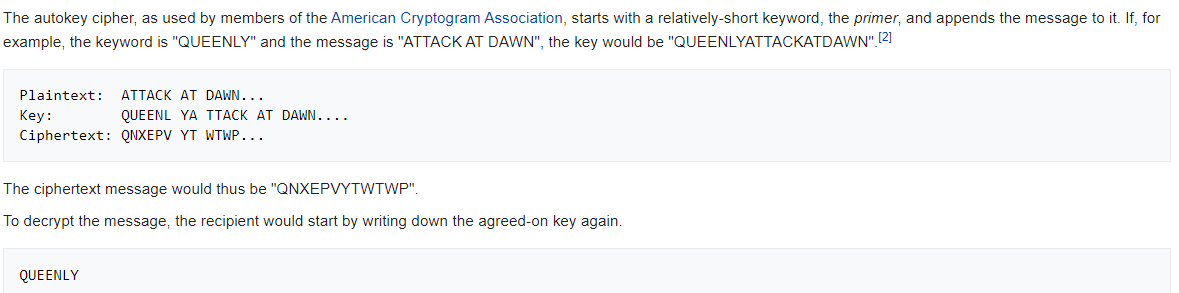 The autokey cipher, as used by members of the American Cryptogram Association, starts with a relatively-short keyword, the primer, and appends the message to it. If, for
example, the keyword is "QUEENLY" and the message is "ATTACK AT DAWN", the key would be "QUEENLYATTACKATDAWN".[2]
Plaintext:  ATTACK AT DAWN...
Key:        QUEENL YA TTACK AT DAWN....
Ciphertext: QNXEPV YT WTWP...
The ciphertext message would thus be "QNXEPVYTWTWP".
To decrypt the message, the recipient would start by writing down the agreed-on key again.
QUEENLY